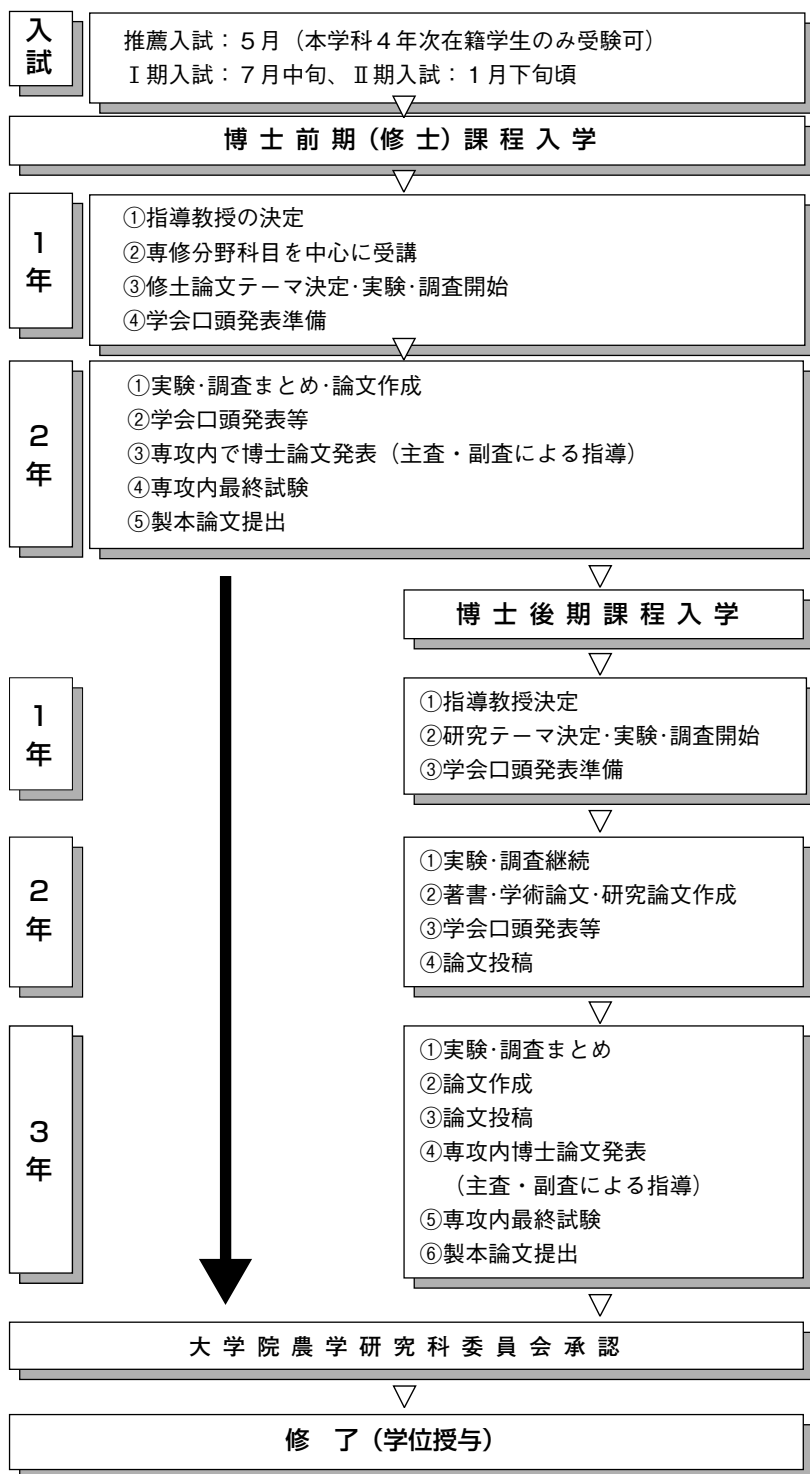 入試
推薦入試：５月（本学科４年次在籍学生のみ受験可）
Ⅰ期入試：７月中旬、Ⅱ期入試：１月下旬頃
博士前期（修士）課程入学
１年
①指導教授の決定
②専修分野科目を中心に受講
③修士論文テーマ決定･実験･調査開始
④学会口頭発表準備
２年
①実験･調査まとめ･論文作成
②学会口頭発表等
③専攻内で博士論文発表（主査・副査による指導）
④専攻内最終試験
⑤製本論文提出
博士後期課程入学
１年
①指導教授決定
②研究テーマ決定･実験･調査開始
③学会口頭発表準備
２年
①実験･調査継続
②著書･学術論文･研究論文作成
③学会口頭発表等
④論文投稿
３年
①実験･調査まとめ
②論文作成
③論文投稿
④専攻内博士論文発表
（主査・副査による指導）
⑤専攻内最終試験
⑥製本論文提出
大学院農学研究科委員会承認
修　了（学位授与）